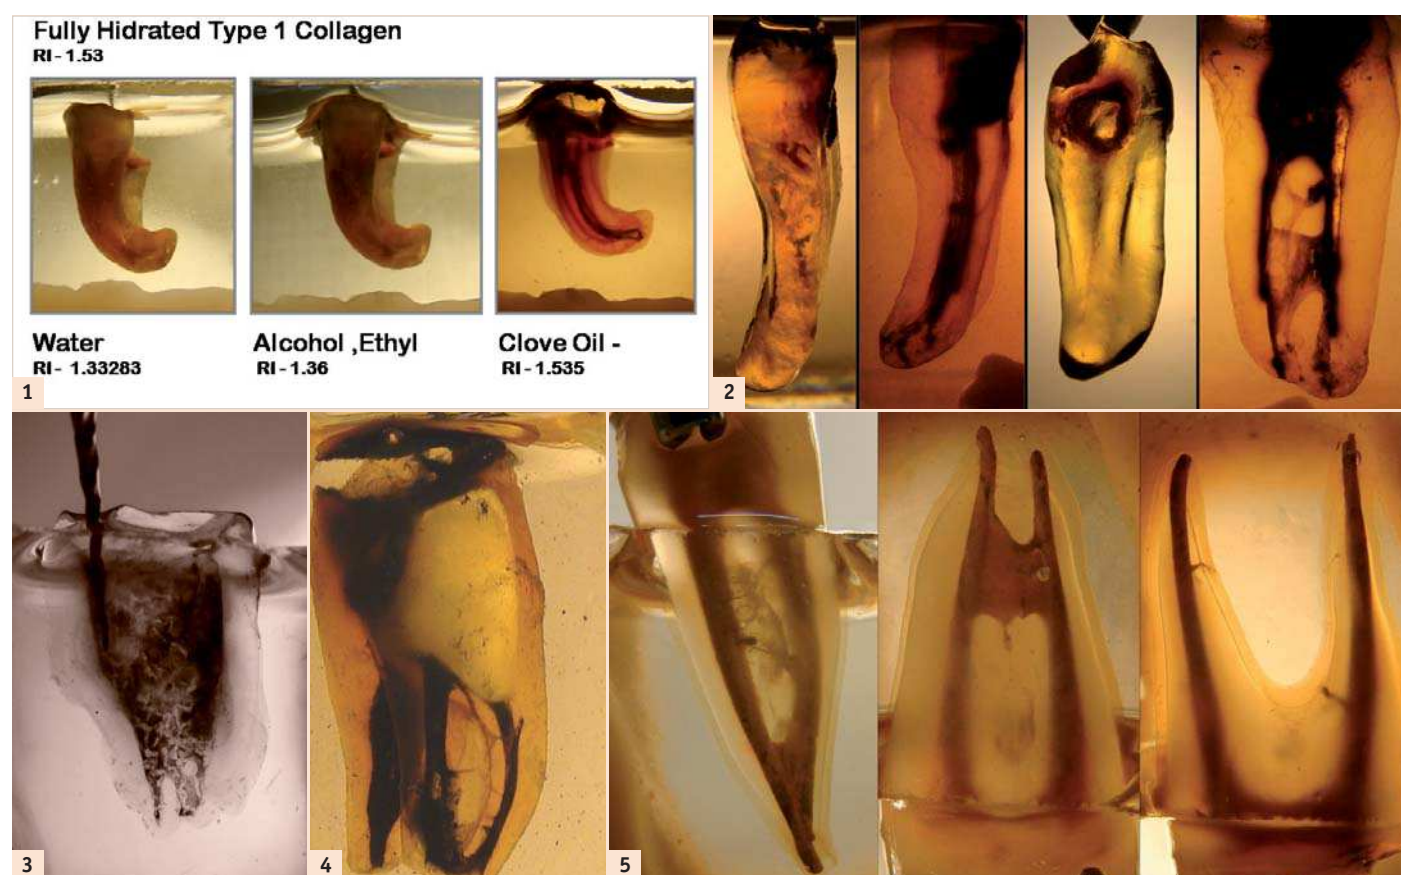 Fully Hidrated Type 1 Collagen
RI - 1.53
Water
RI - 1.33283
Alcohol ,Ethyl
RI - 1.36
Clove Oil -
RI - 1.535
1
2
3
4
5